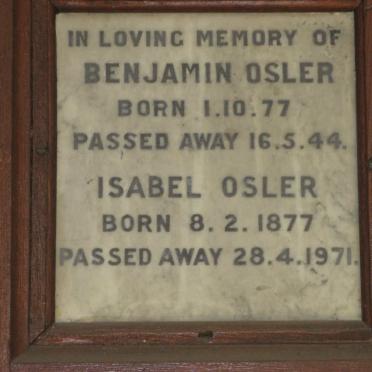 IN LOVING MEMORY OF
BENJAMIN OSLER
BORN 1.10.77
PASSED AWAY 16.5.44.
ISABEL OSLER
BORN 8.2.1877
PASSED AWAY 28.4.1971.